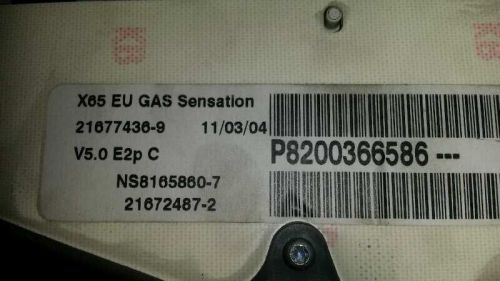 X65 EU GAS Sensation
21677436-9 11/03/04
V5.0 E2p C
P8200366586 ---
NS8165860-7
21672487-2